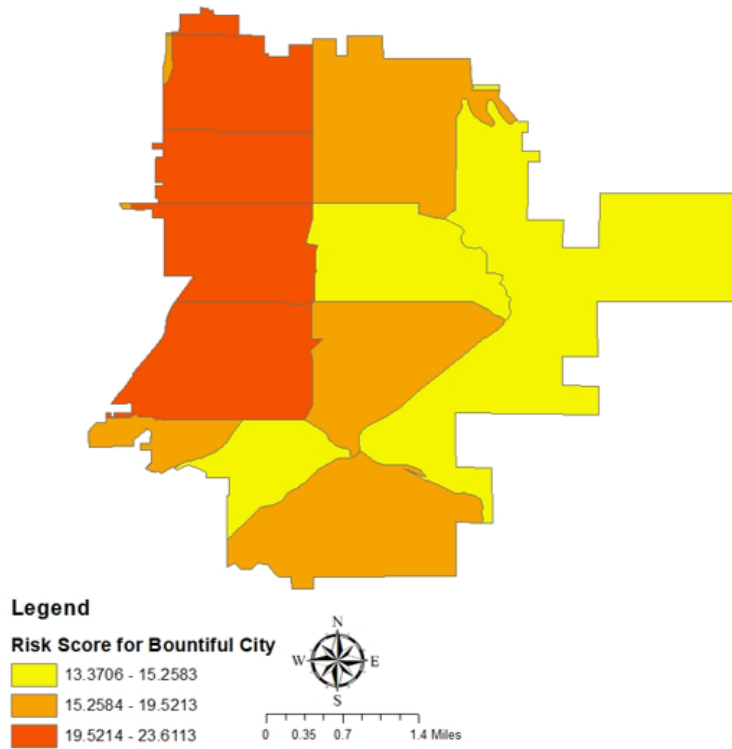 Legend
Risk Score for Bountiful City
13.3706 - 15.2583
15.2584 - 19.5213
19.5214 - 23.6113
N
W E
S
0 0.35 0.7 1.4 Miles